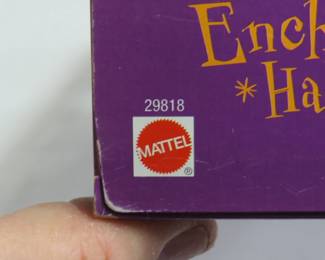 Ench
*Ha
29818
MATTEL
®